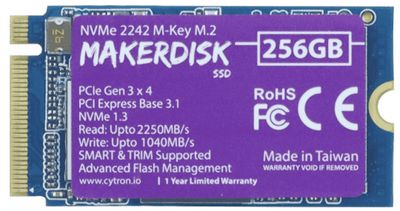 NVMe 2242 M-Key M.2
MAKERDISK
SSD
256GB
PCIe Gen 3 x 4
PCI Express Base 3.1
NVMe 1.3
Read: Upto 2250MB/s
Write: Upto 1040MB/s
SMART & TRIM Supported
Advanced Flash Management
www.cytron.io | 1 Year Limited Warranty
RoHS
FC CE
Made in Taiwan
WARRANTY VOID IF REMOVED